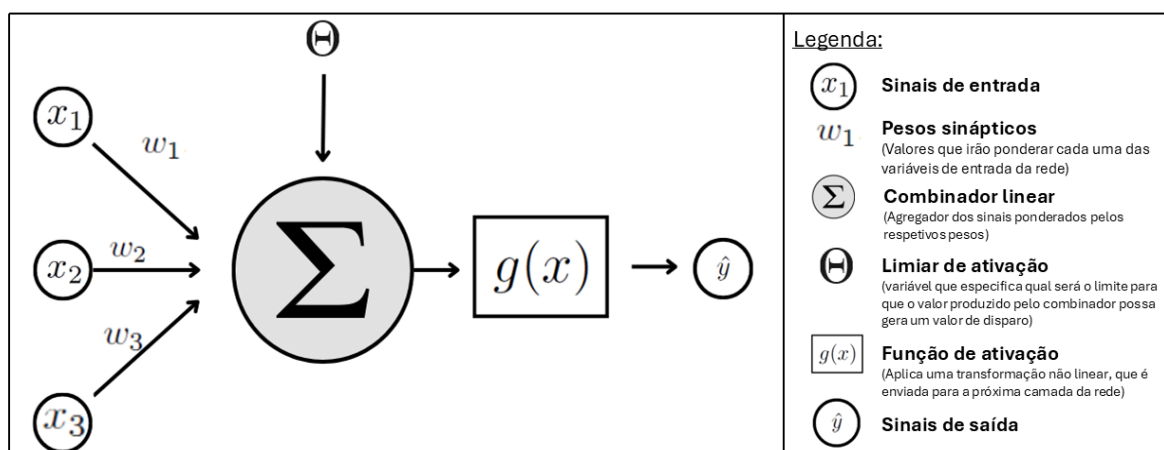 Θ
x₁
w₁
x₂
w₂
x₃
w₃
Σ
g(x)
ŷ
Legenda:
x₁ Sinais de entrada
w₁ Pesos sinápticos
(Valores que irão ponderar cada uma das
variáveis de entrada da rede)
Σ Combinador linear
(Agregador dos sinais ponderados pelos
respetivos pesos)
Θ Limiar de ativação
(variável que especifica qual será o limite para
que o valor produzido pelo combinador possa
gera um valor de disparo)
g(x) Função de ativação
(Aplica uma transformação não linear, que é
enviada para a próxima camada da rede)
ŷ Sinais de saída